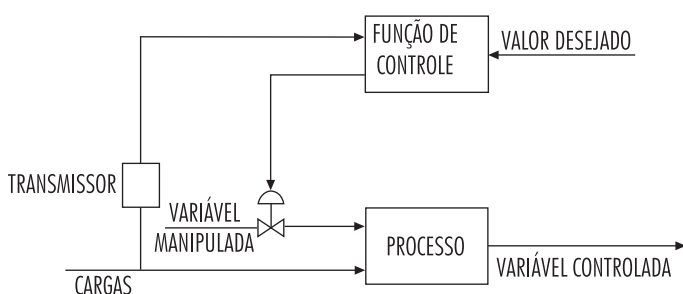 FUNÇÃO DE
CONTROLE
VALOR DESEJADO
TRANSMISSOR
VARIÁVEL
MANIPULADA
PROCESSO
VARIÁVEL CONTROLADA
CARGAS